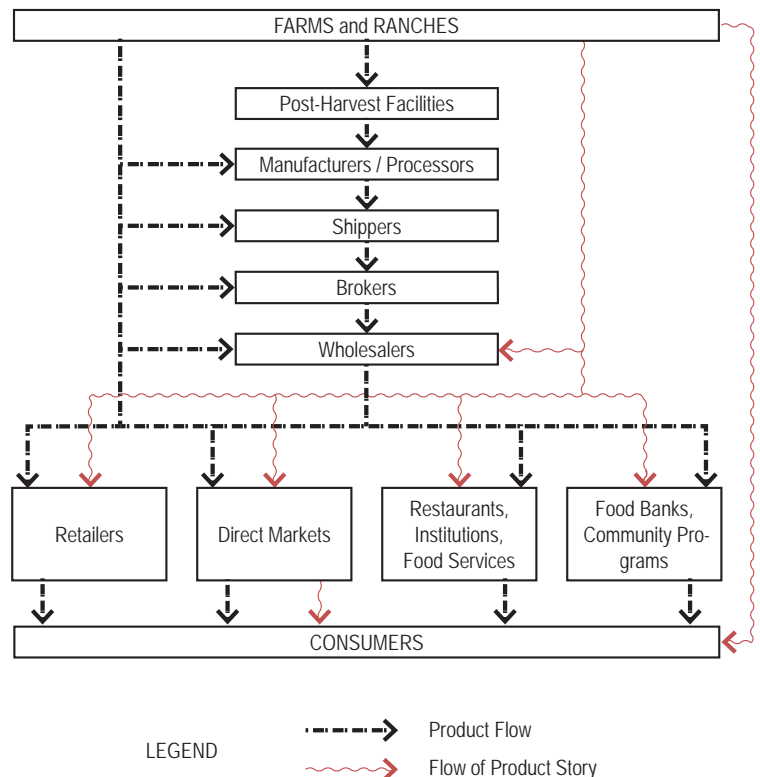 FARMS and RANCHES
Post-Harvest Facilities
Manufacturers / Processors
Shippers
Brokers
Wholesalers
Retailers
Direct Markets
Restaurants,
Institutions,
Food Services
Food Banks,
Community Pro-
grams
CONSUMERS
LEGEND
Product Flow
Flow of Product Story